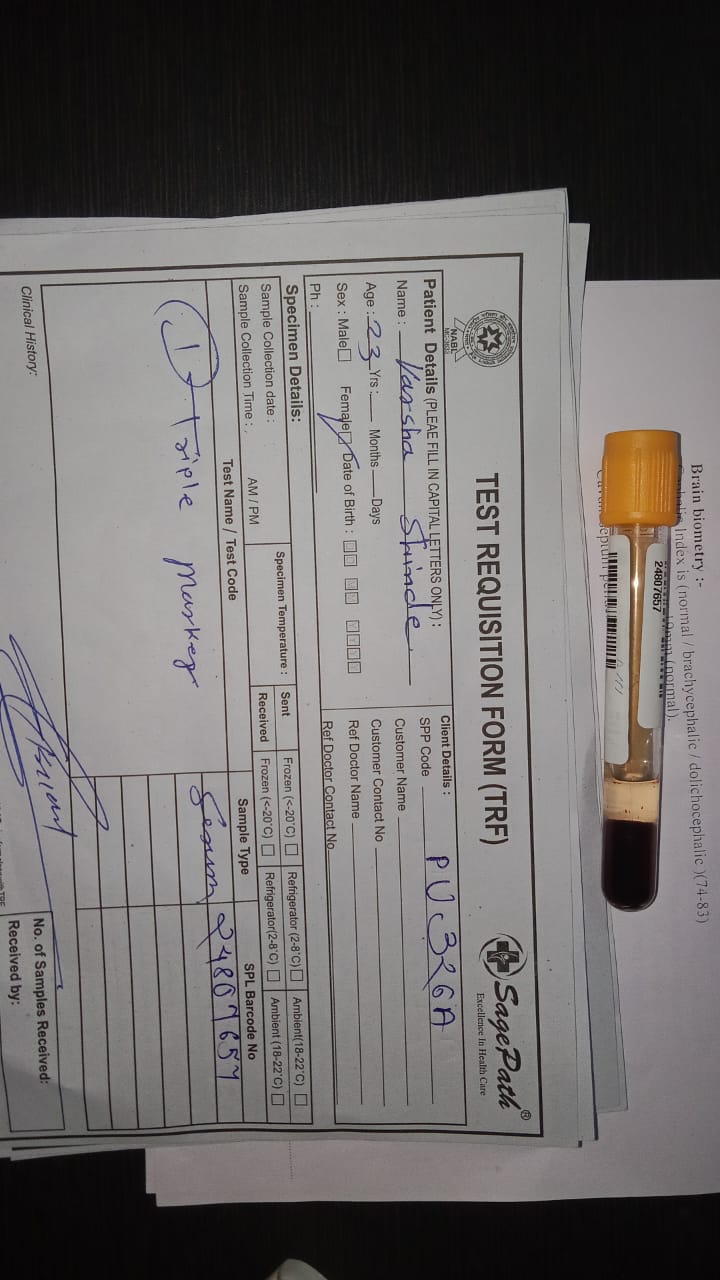 TEST REQUISITION FORM (TRF)
NABL
SagePath®
Excellence In Health Care
Patient Details (PLEAE FILL IN CAPITAL LETTERS ONLY) :
Name : Varsha Shinde
Age : 23 Yrs : Months Days
Sex : Male Female Date of Birth :
Ph :
Client Details :
SPP Code PU326A
Customer Name
Customer Contact No
Ref Doctor Name
Ref Doctor Contact No
Specimen Details:
Sample Collection date :
Sample Collection Time : AM / PM
Specimen Temperature :
Sent Frozen (<-20°C) Refrigerator (2-8°C) Ambient(18-22°C)
Received Frozen (<-20°C) Refrigerator(2-8°C) Ambient (18-22°C)
Test Name / Test Code Sample Type SPL Barcode No
1) triple marker Serum 24807657
Clinical History:
No. of Samples Received:
Received by:
Brain biometry :-
Index is (normal / brachycephalic / dolichocephalic )(74-83)
(normal).
24807657